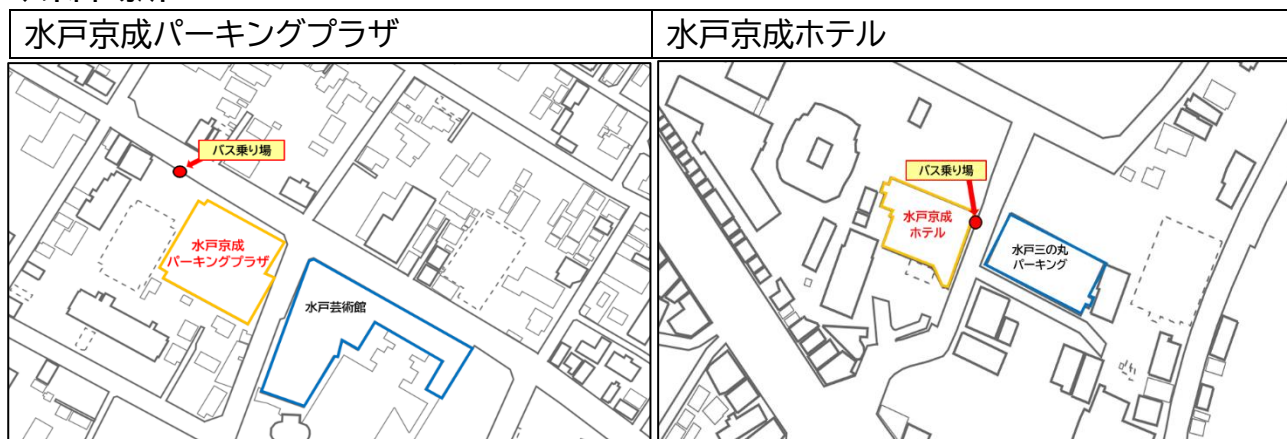 水戸京成パーキングプラザ
水戸京成ホテル
バス乗り場
水戸京成
パーキングプラザ
水戸芸術館
バス乗り場
水戸京成
ホテル
水戸三の丸
パーキング